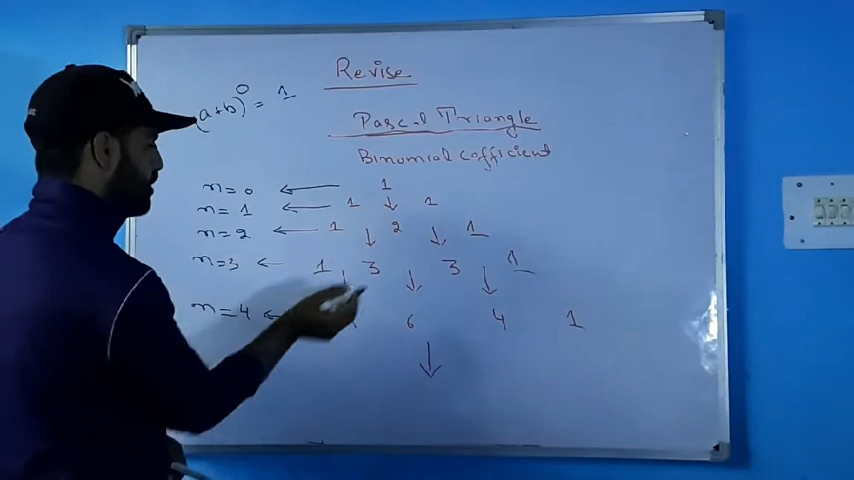 Revise
(a+b)⁰ = 1
Pascal Triangle
Binomial coefficient
n=0 ← 1
n=1 ← 1 ↓ 1
n=2 ← 1 2 1
n=3 ← 1 3 3 1
n=4 ← 6 4 1